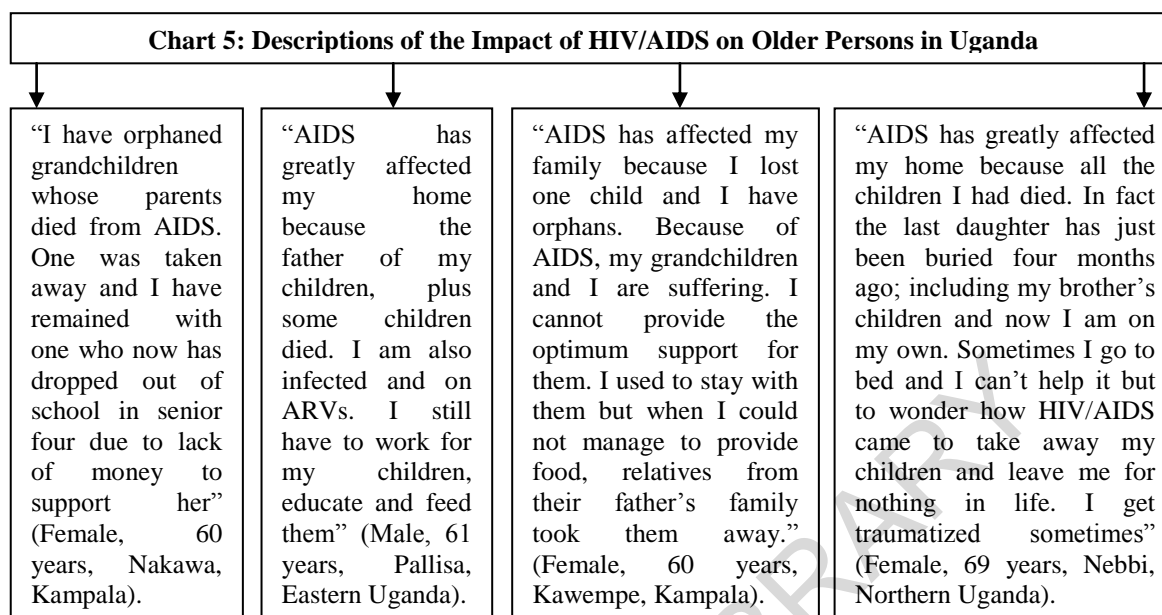 Chart 5: Descriptions of the Impact of HIV/AIDS on Older Persons in Uganda
“I have orphaned
grandchildren
whose parents
died from AIDS.
One was taken
away and I have
remained with
one who now has
dropped out of
school in senior
four due to lack
of money to
support her”
(Female, 60
years, Nakawa,
Kampala).
“AIDS has
greatly affected
my home
because the
father of my
children, plus
some children
died. I am also
infected and on
ARVs. I still
have to work for
my children,
educate and feed
them” (Male, 61
years, Pallisa,
Eastern Uganda).
“AIDS has affected my
family because I lost
one child and I have
orphans. Because of
AIDS, my grandchildren
and I are suffering. I
cannot provide the
optimum support for
them. I used to stay with
them but when I could
not manage to provide
food, relatives from
their father’s family
took them away.”
(Female, 60 years,
Kawempe, Kampala).
“AIDS has greatly affected
my home because all the
children I had died. In fact
the last daughter has just
been buried four months
ago; including my brother’s
children and now I am on
my own. Sometimes I go to
bed and I can’t help it but
to wonder how HIV/AIDS
came to take away my
children and leave me for
nothing in life. I get
traumatized sometimes”
(Female, 69 years, Nebbi,
Northern Uganda).
RARY